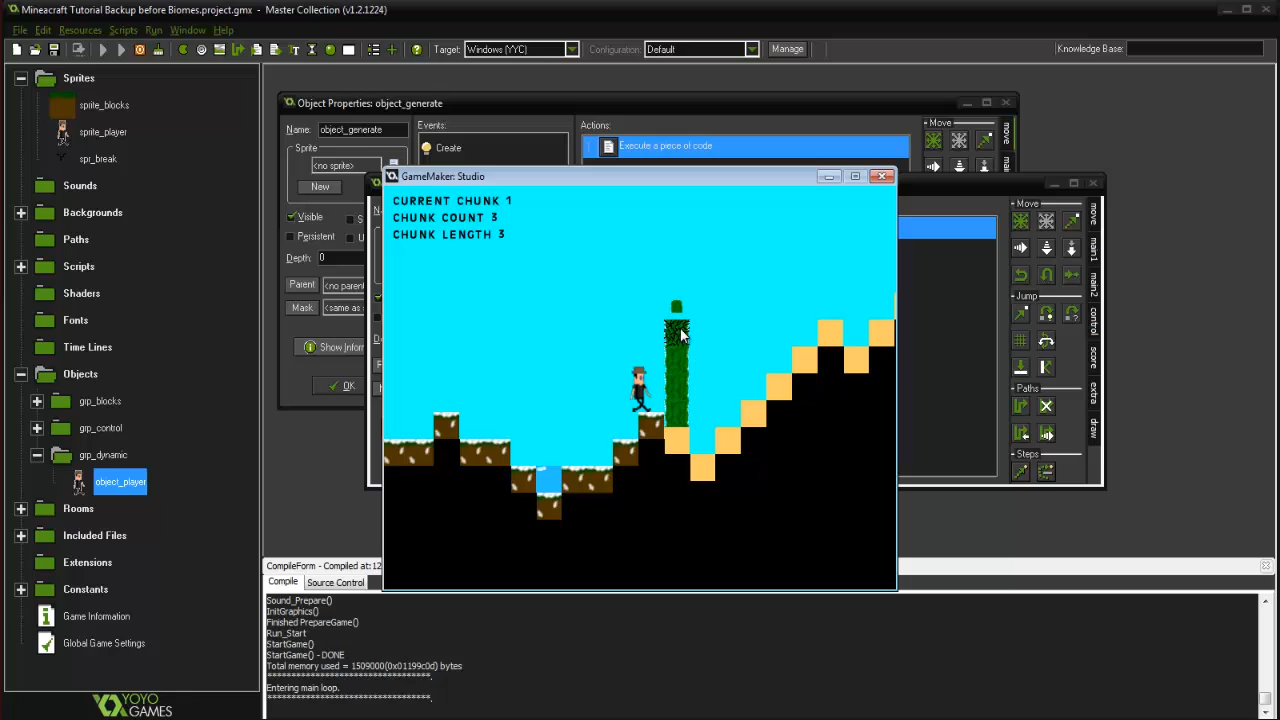 Mineacraft Tutorial Backup before Biomes.project.gmx - Master Collection (v1.2.1224)
File Edit Resources Scripts Run Window Help
Target: Windows (YYC) Configuration: Default Manage Knowledge Base:
Sprites
sprite_blocks
sprite_player
spr_break
Sounds
Backgrounds
Paths
Scripts
Shaders
Fonts
Time Lines
Objects
grp_blocks
grp_control
grp_dynamic
object_player
Rooms
Included Files
Extensions
Constants
Game Information
Global Game Settings
YOYO
GAMES
Object Properties: object_generate
Name: object_generate
Sprite
<no sprite>
New
Visible
Persistent
Depth: 0
Parent
Mask <same as
Show Infor
OK
Events:
Create
Actions:
Execute a piece of code
Move
move
GameMaker: Studio
CURRENT CHUNK 1
CHUNK COUNT 3
CHUNK LENGTH 3
Move
Jump
Paths
Steps
move
main1
main2
control
score
extra
draw
Compile
Source Control
Sound_Prepare()
InitGraphics()
Finished PrepareGame()
Run_Start
StartGame()
StartGame() - DONE
Total memory used = 1509000(0x01199c0d) bytes
Entering main loop.